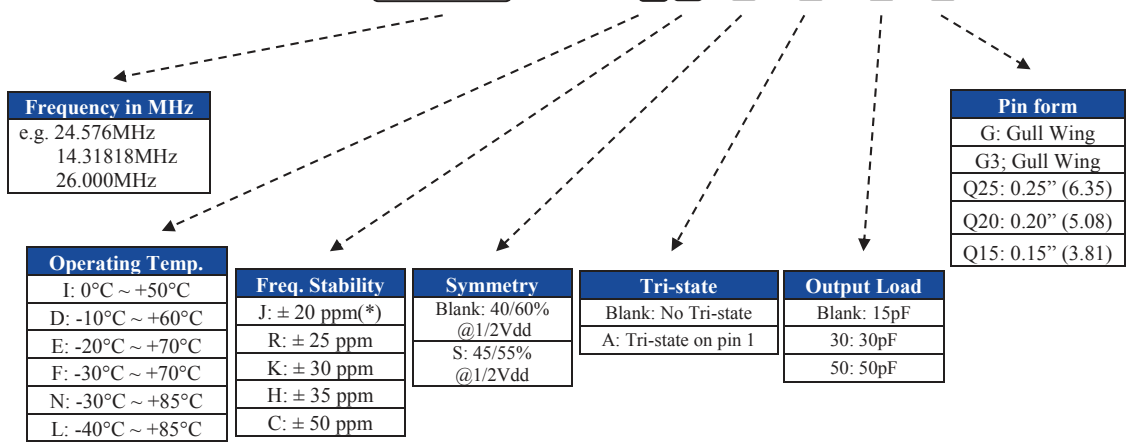 Frequency in MHz
e.g. 24.576MHz
14.31818MHz
26.000MHz
Operating Temp.
I: 0°C ~ +50°C
D: -10°C ~ +60°C
E: -20°C ~ +70°C
F: -30°C ~ +70°C
N: -30°C ~ +85°C
L: -40°C ~ +85°C
Freq. Stability
J: ± 20 ppm(*)
R: ± 25 ppm
K: ± 30 ppm
H: ± 35 ppm
C: ± 50 ppm
Symmetry
Blank: 40/60%
@1/2Vdd
S: 45/55%
@1/2Vdd
Tri-state
Blank: No Tri-state
A: Tri-state on pin 1
Output Load
Blank: 15pF
30: 30pF
50: 50pF
Pin form
G: Gull Wing
G3; Gull Wing
Q25: 0.25” (6.35)
Q20: 0.20” (5.08)
Q15: 0.15” (3.81)